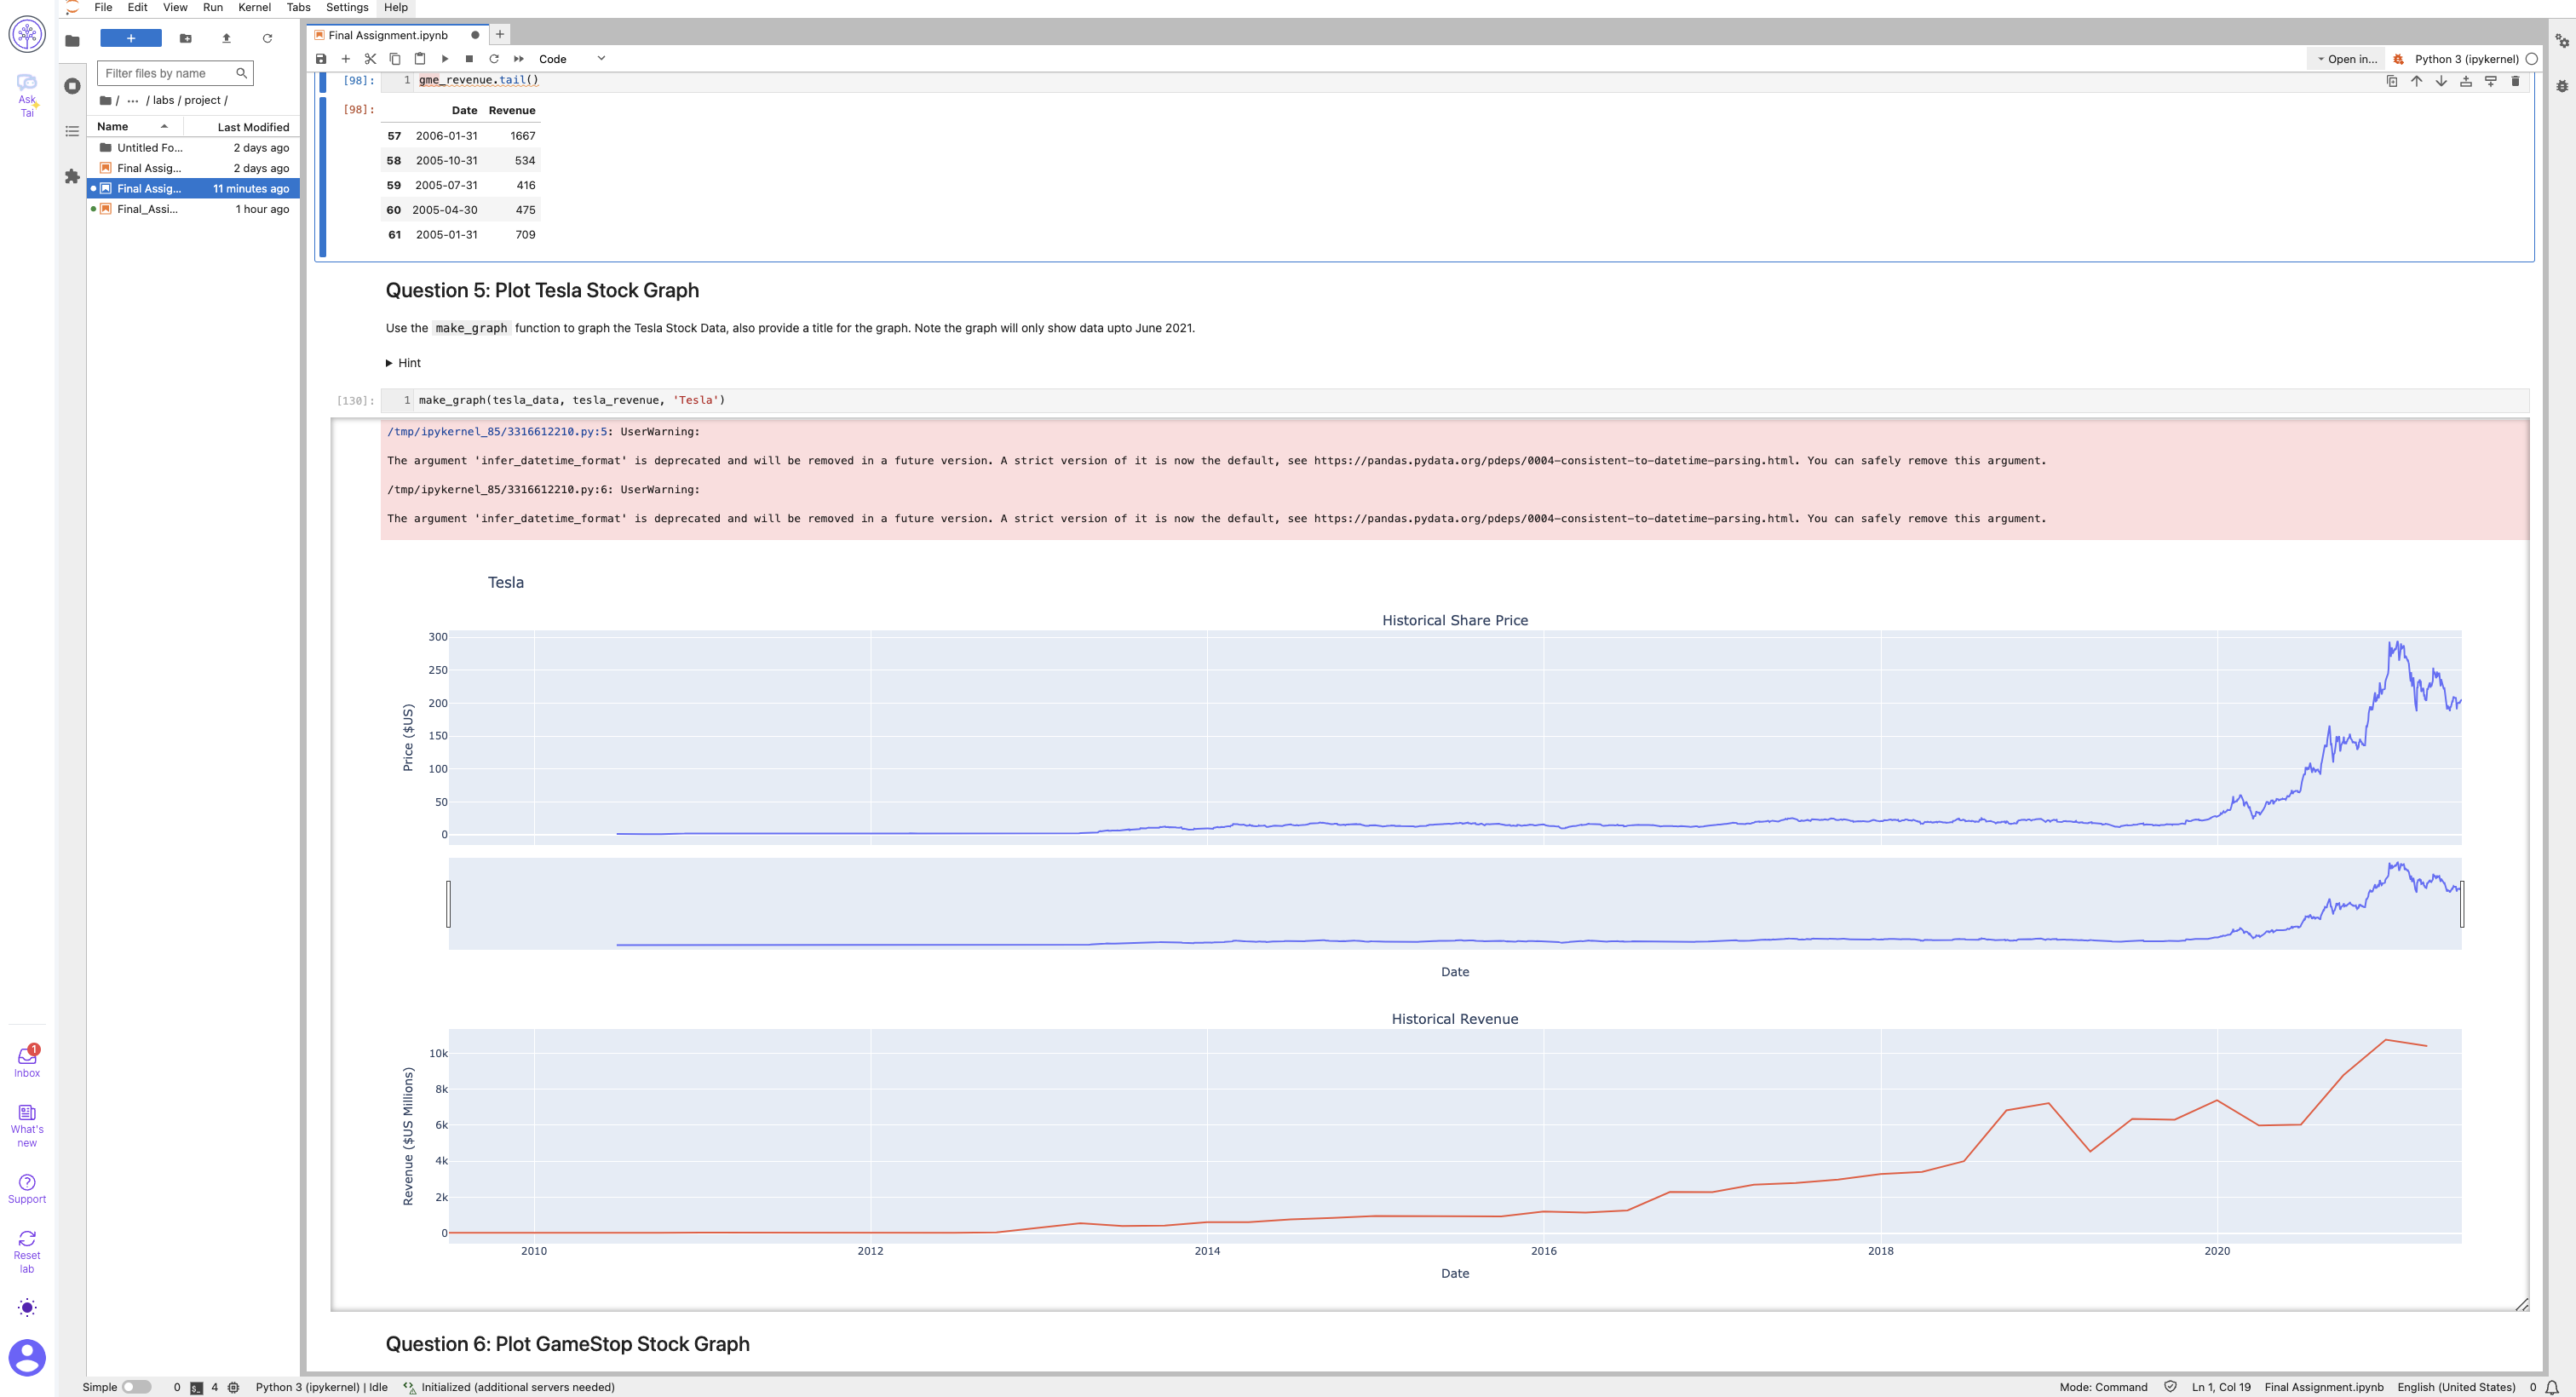 File Edit View Run Kernel Tabs Settings Help
Ask Tai
Filter files by name
/ ... / labs / project /
Name Last Modified
Untitled Fo... 2 days ago
Final Assig... 2 days ago
Final Assig... 11 minutes ago
Final_Assi... 1 hour ago
Final Assignment.ipynb
Code
Open in... Python 3 (ipykernel)
[98]: 1 gme_revenue.tail()
[98]: Date Revenue
57 2006-01-31 1667
58 2005-10-31 534
59 2005-07-31 416
60 2005-04-30 475
61 2005-01-31 709
Question 5: Plot Tesla Stock Graph
Use the make_graph function to graph the Tesla Stock Data, also provide a title for the graph. Note the graph will only show data upto June 2021.
Hint
[130]: 1 make_graph(tesla_data, tesla_revenue, 'Tesla')
/tmp/ipykernel_85/3316612210.py:5: UserWarning:
The argument 'infer_datetime_format' is deprecated and will be removed in a future version. A strict version of it is now the default, see https://pandas.pydata.org/pdeps/0004-consistent-to-datetime-parsing.html. You can safely remove this argument.
/tmp/ipykernel_85/3316612210.py:6: UserWarning:
The argument 'infer_datetime_format' is deprecated and will be removed in a future version. A strict version of it is now the default, see https://pandas.pydata.org/pdeps/0004-consistent-to-datetime-parsing.html. You can safely remove this argument.
Tesla
Historical Share Price
Price ($US)
300
250
200
150
100
50
0
Date
Historical Revenue
Revenue ($US Millions)
10k
8k
6k
4k
2k
0
2010 2012 2014 2016 2018 2020
Date
Question 6: Plot GameStop Stock Graph
1
Inbox
What's new
Support
Reset lab
Simple 0 4 Python 3 (ipykernel) | Idle Initialized (additional servers needed) Mode: Command Ln 1, Col 19 Final Assignment.ipynb English (United States) 0